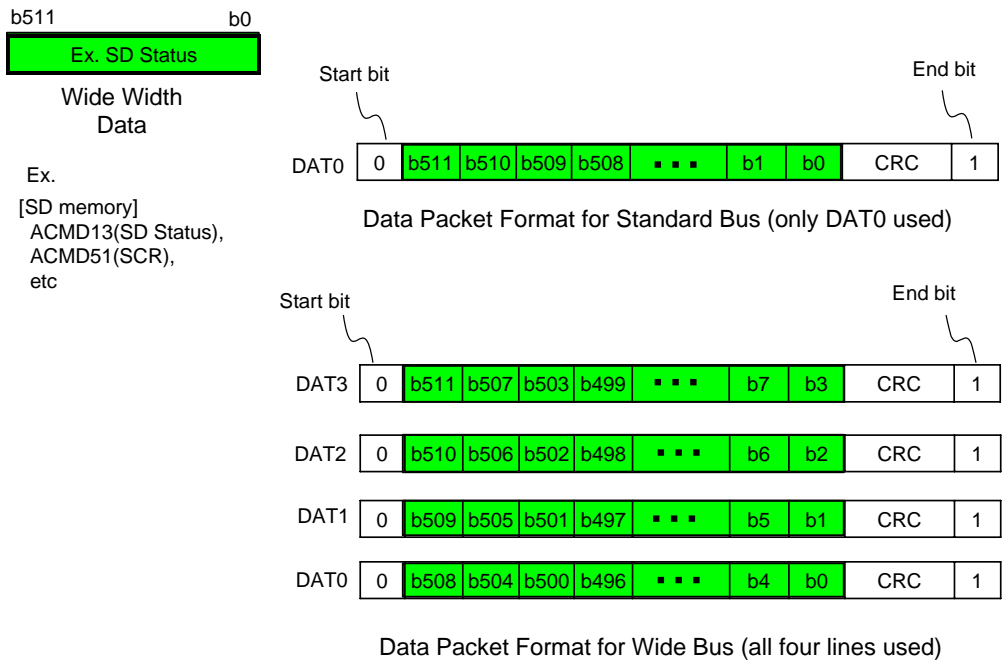 b511 b0
Ex. SD Status
Wide Width
Data
Ex.
[SD memory]
ACMD13(SD Status),
ACMD51(SCR),
etc
Start bit End bit
DAT0 0 b511 b510 b509 b508 ▪ ▪ ▪ b1 b0 CRC 1
Data Packet Format for Standard Bus (only DAT0 used)
Start bit End bit
DAT3 0 b511 b507 b503 b499 ▪ ▪ ▪ b7 b3 CRC 1
DAT2 0 b510 b506 b502 b498 ▪ ▪ ▪ b6 b2 CRC 1
DAT1 0 b509 b505 b501 b497 ▪ ▪ ▪ b5 b1 CRC 1
DAT0 0 b508 b504 b500 b496 ▪ ▪ ▪ b4 b0 CRC 1
Data Packet Format for Wide Bus (all four lines used)